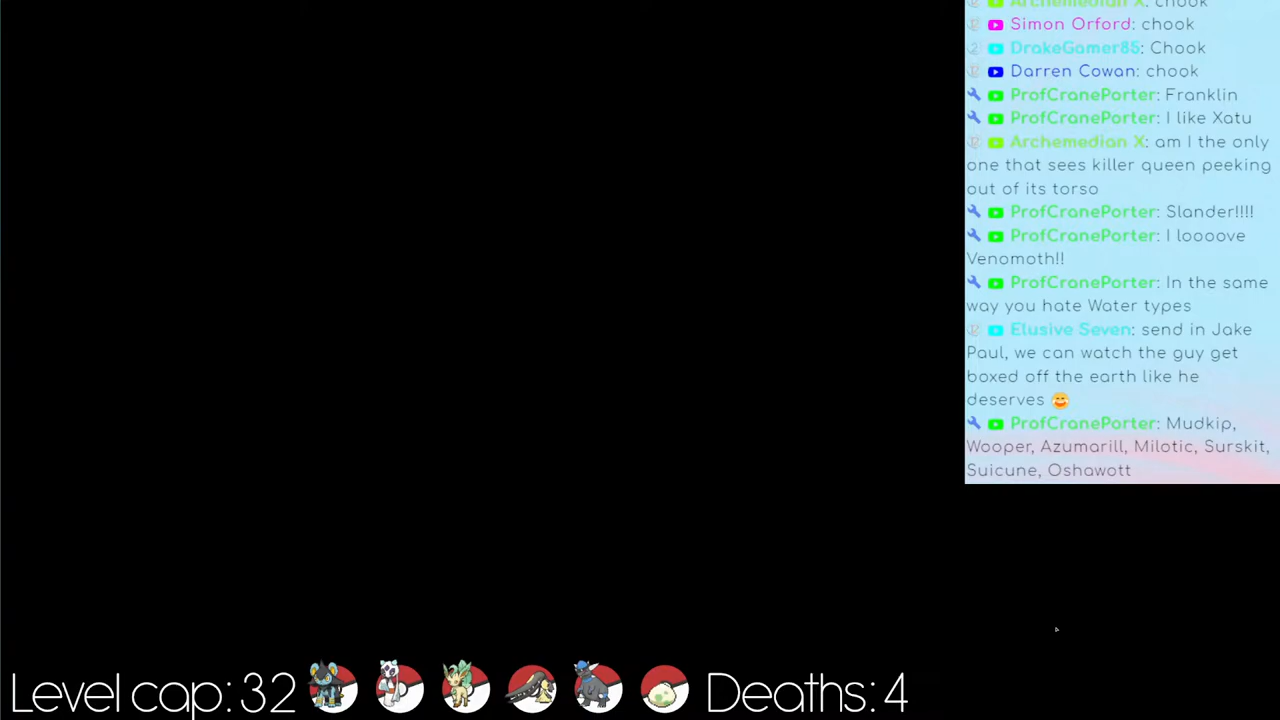 Archemedian X: chook
Simon Orford: chook
DrakeGamer85: Chook
Darren Cowan: chook
ProfCranePorter: Franklin
ProfCranePorter: I like Xatu
Archemedian X: am I the only
one that sees killer queen peeking
out of its torso
ProfCranePorter: Slander!!!!
ProfCranePorter: I loooove
Venomoth!!
ProfCranePorter: In the same
way you hate Water types
Elusive Seven: send in Jake
Paul, we can watch the guy get
boxed off the earth like he
deserves 😂
ProfCranePorter: Mudkip,
Wooper, Azumarill, Milotic, Surskit,
Suicune, Oshawott
Level cap: 32 Deaths: 4